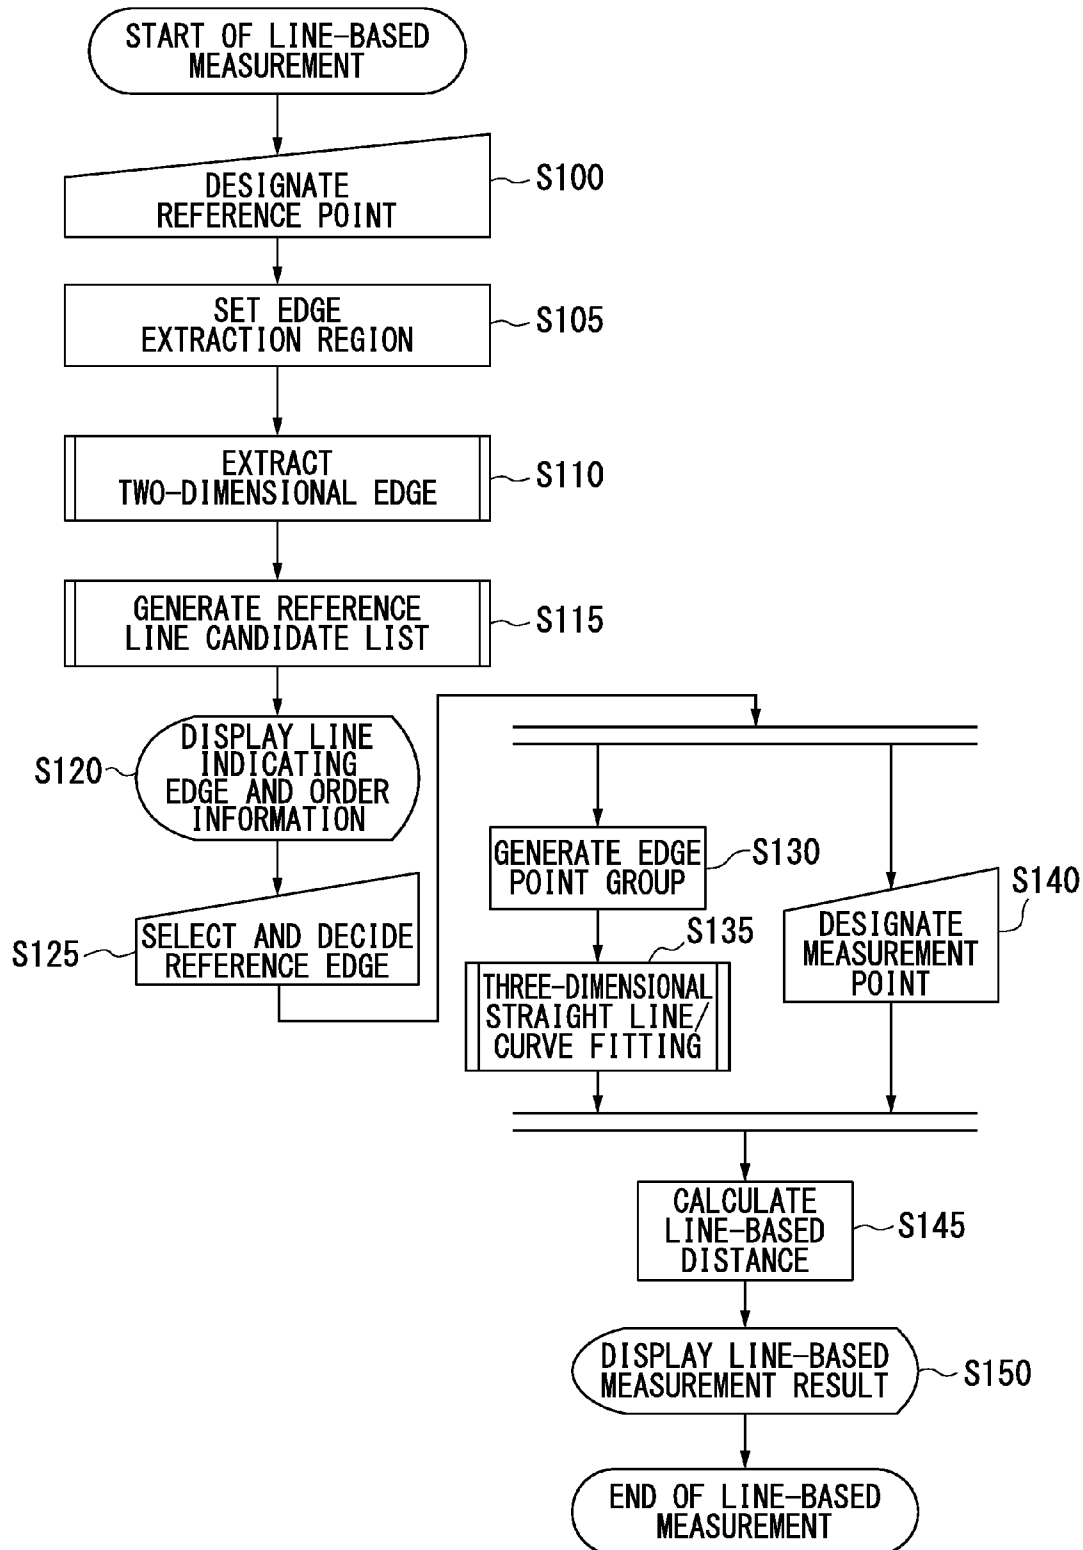 START OF LINE-BASED
MEASUREMENT
DESIGNATE
REFERENCE POINT
S100
SET EDGE
EXTRACTION REGION
S105
EXTRACT
TWO-DIMENSIONAL EDGE
S110
GENERATE REFERENCE
LINE CANDIDATE LIST
S115
DISPLAY LINE
INDICATING
EDGE AND ORDER
INFORMATION
S120
SELECT AND DECIDE
REFERENCE EDGE
S125
GENERATE EDGE
POINT GROUP
S130
THREE-DIMENSIONAL
STRAIGHT LINE/
CURVE FITTING
S135
DESIGNATE
MEASUREMENT
POINT
S140
CALCULATE
LINE-BASED
DISTANCE
S145
DISPLAY LINE-BASED
MEASUREMENT RESULT
S150
END OF LINE-BASED
MEASUREMENT